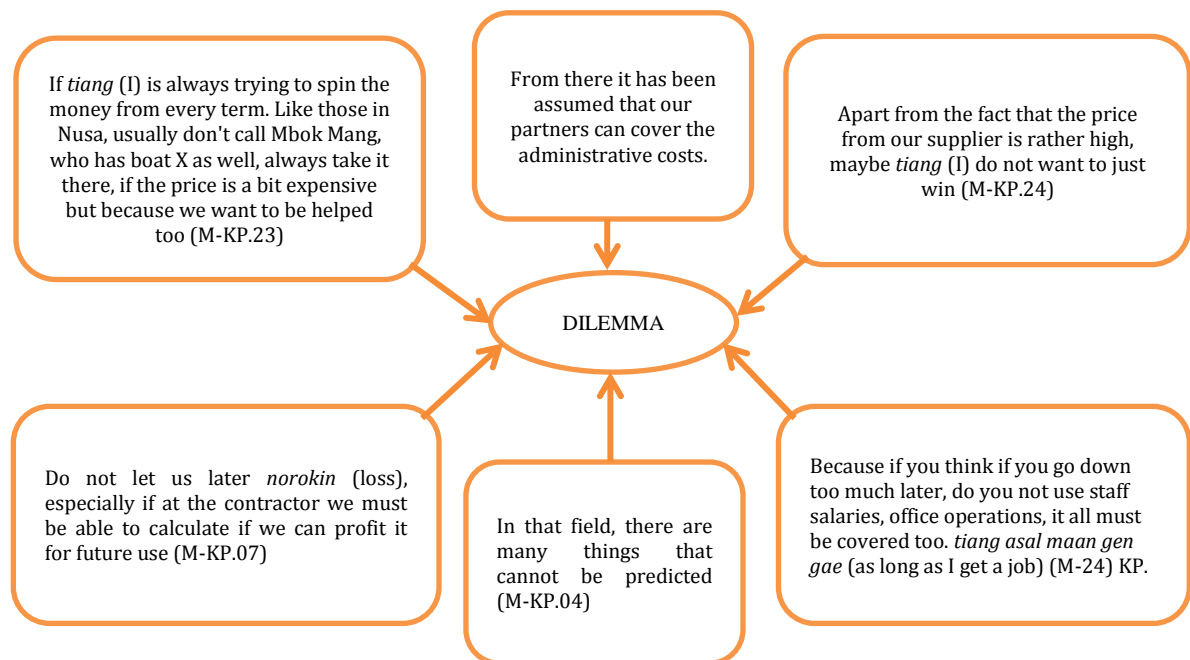 If tiang (I) is always trying to spin the
money from every term. Like those in
Nusa, usually don't call Mbok Mang,
who has boat X as well, always take it
there, if the price is a bit expensive
but because we want to be helped
too (M-KP.23)
From there it has been
assumed that our
partners can cover the
administrative costs.
Apart from the fact that the price
from our supplier is rather high,
maybe tiang (I) do not want to just
win (M-KP.24)
DILEMMA
Do not let us later norokin (loss),
especially if at the contractor we must
be able to calculate if we can profit it
for future use (M-KP.07)
In that field, there are
many things that
cannot be predicted
(M-KP.04)
Because if you think if you go down
too much later, do you not use staff
salaries, office operations, it all must
be covered too. tiang asal maan gen
gae (as long as I get a job) (M-24) KP.